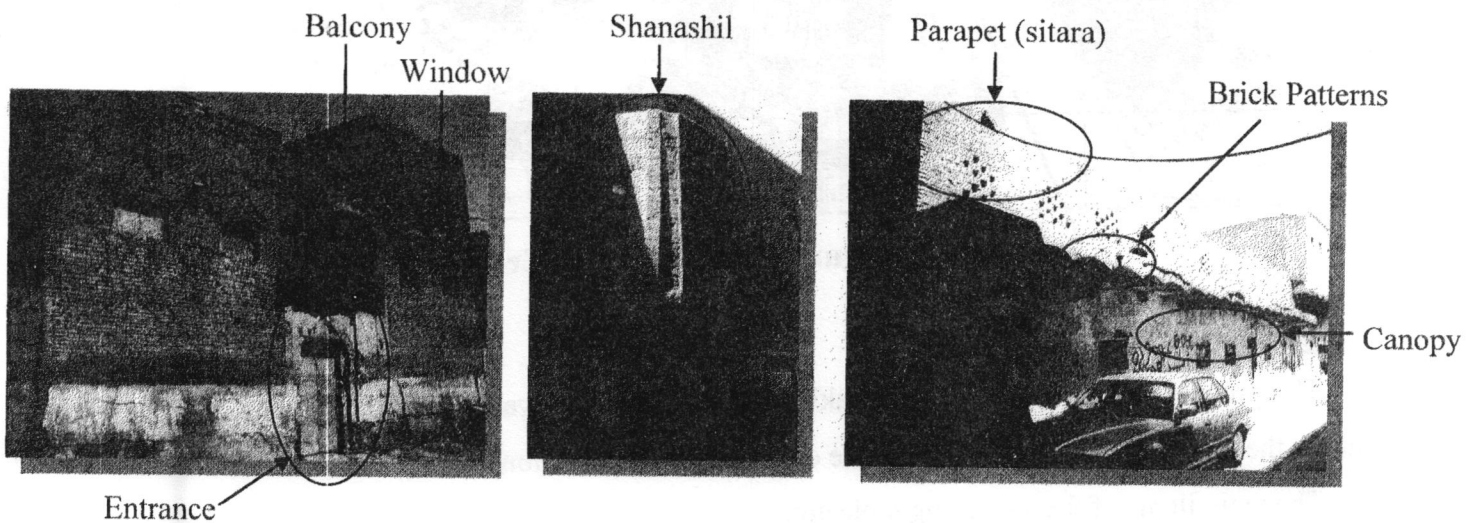 Balcony
Window
Shanashil
Parapet (sitara)
Brick Patterns
Canopy
Entrance